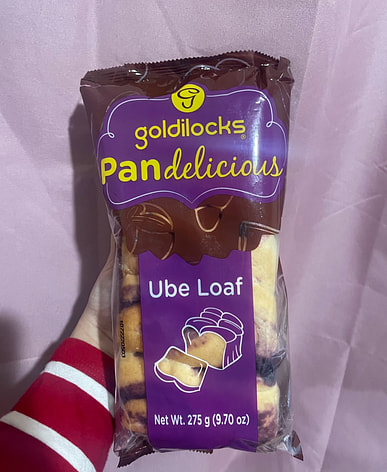 G
goldilocks®
Pandelicious
Ube Loaf
Net Wt. 275 g (9.70 oz)